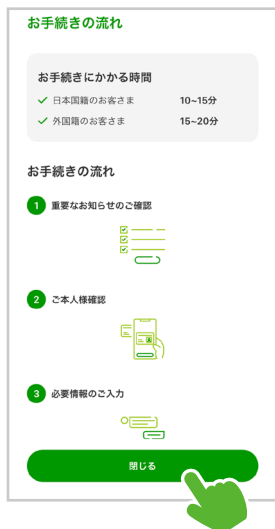 お手続きの流れ
お手続きにかかる時間
日本国籍のお客さま 10~15分
外国籍のお客さま 15~20分
お手続きの流れ
1 重要なお知らせのご確認
2 ご本人様確認
3 必要情報のご入力
閉じる